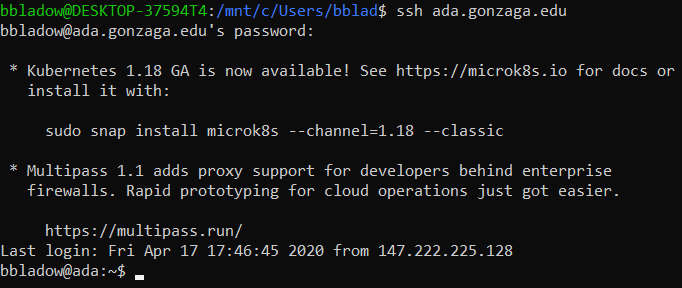 bbladow@DESKTOP-37594T4:/mnt/c/Users/bblad$ ssh ada.gonzaga.edu
bbladow@ada.gonzaga.edu's password:
* Kubernetes 1.18 GA is now available! See https://microk8s.io for docs or
install it with:
sudo snap install microk8s --channel=1.18 --classic
* Multipass 1.1 adds proxy support for developers behind enterprise
firewalls. Rapid prototyping for cloud operations just got easier.
https://multipass.run/
Last login: Fri Apr 17 17:46:45 2020 from 147.222.225.128
bbladow@ada:~$